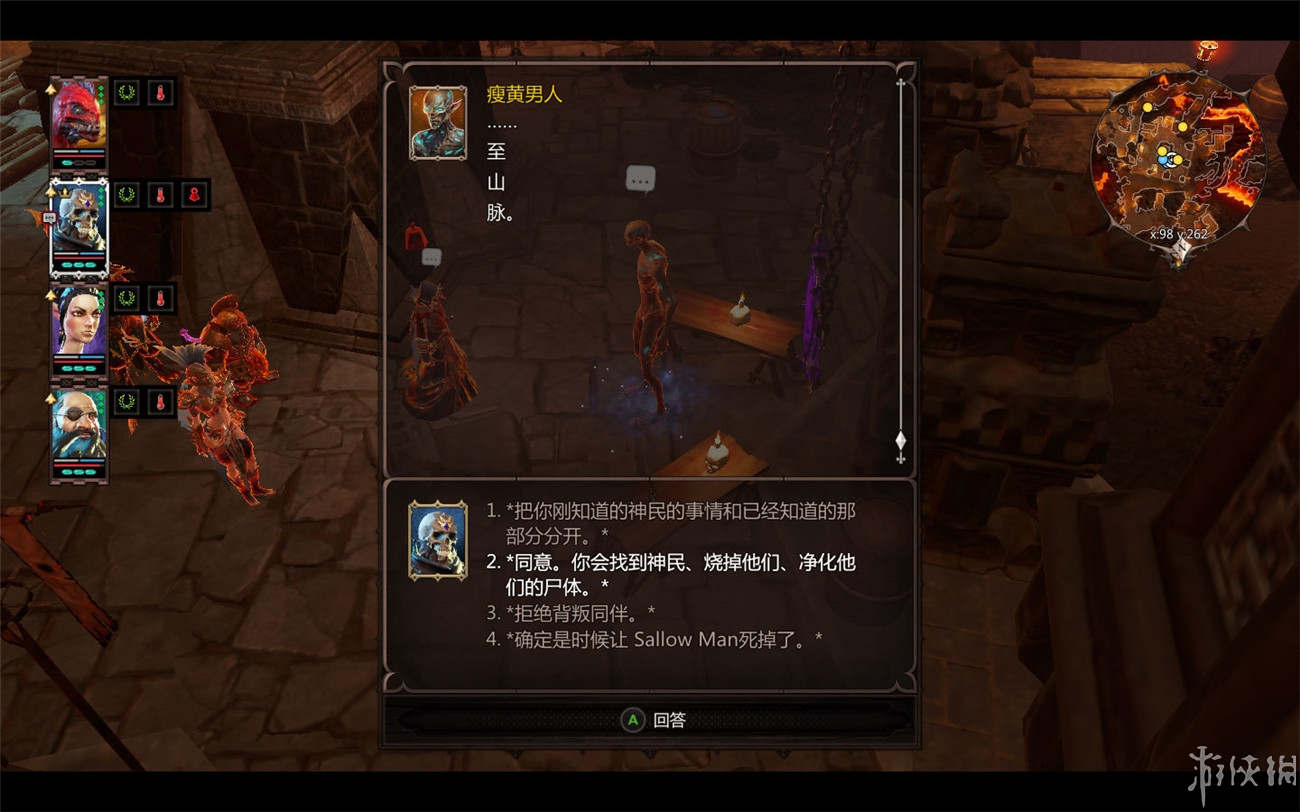 瘦黄男人
……
至
山
脉。
x:98 y:262
1. *把你刚知道的神民的事情和已经知道的那
部分分开。*
2. *同意。你会找到神民、烧掉他们、净化他
们的尸体。*
3. *拒绝背叛同伴。*
4. *确定是时候让 Sallow Man死掉了。*
A 回答
游侠網